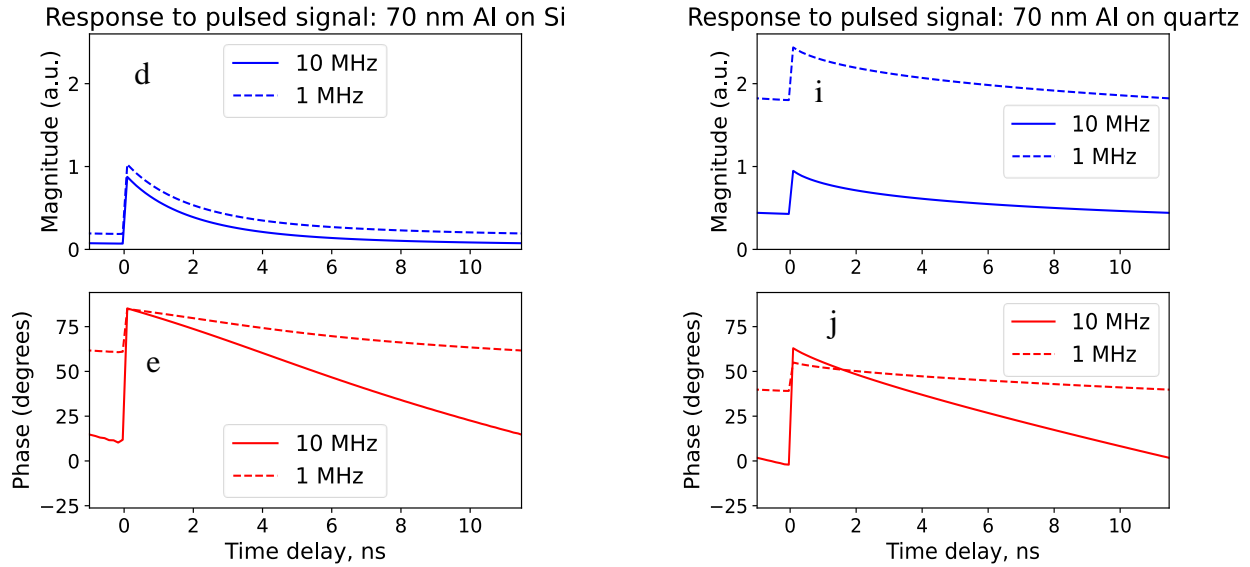 Response to pulsed signal: 70 nm Al on Si
Magnitude (a.u.)
2
1
0
d
10 MHz
1 MHz
0 2 4 6 8 10
Phase (degrees)
75
50
25
0
−25
e
10 MHz
1 MHz
0 2 4 6 8 10
Time delay, ns
Response to pulsed signal: 70 nm Al on quartz
Magnitude (a.u.)
2
1
0
i
10 MHz
1 MHz
0 2 4 6 8 10
Phase (degrees)
75
50
25
0
−25
j
10 MHz
1 MHz
0 2 4 6 8 10
Time delay, ns